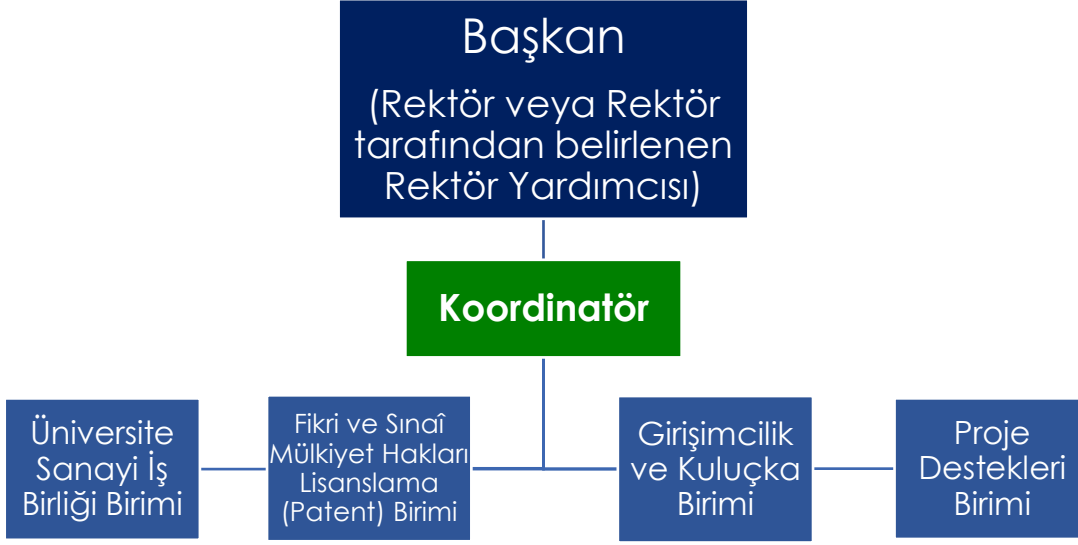 Başkan
(Rektör veya Rektör
tarafından belirlenen
Rektör Yardımcısı)
Koordinatör
Üniversite
Sanayi İş
Birliği Birimi
Fikri ve Sınaî
Mülkiyet Hakları
Lisanslama
(Patent) Birimi
Girişimcilik
ve Kuluçka
Birimi
Proje
Destekleri
Birimi